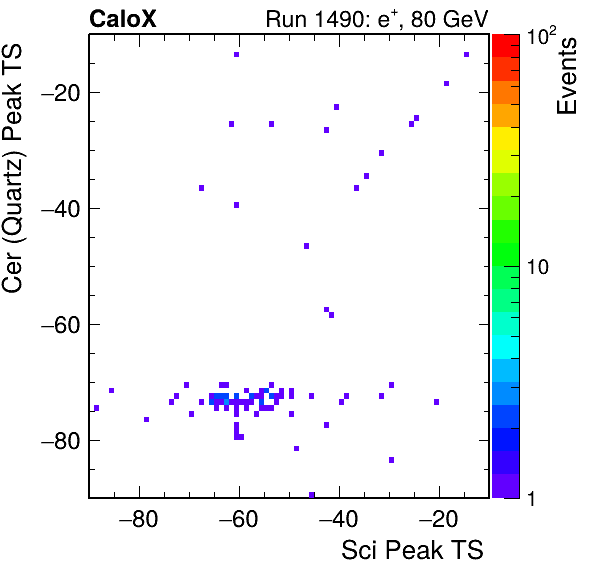 CaloX
Run 1490: e⁺, 80 GeV
Cer (Quartz) Peak TS
−20
−40
−60
−80
−80
−60
−40
−20
Sci Peak TS
10²
10
1
Events